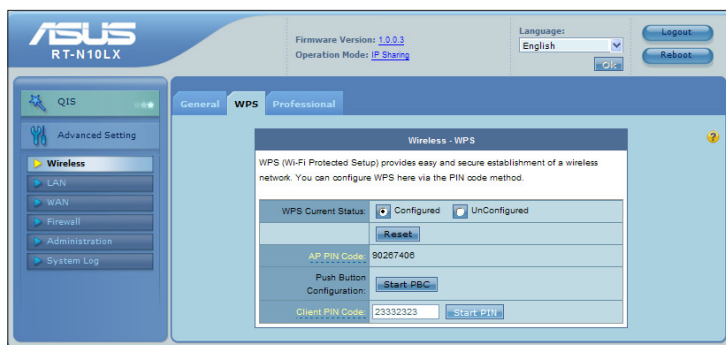 ASUS
RT-N10LX
Firmware Version: 1.0.0.3
Operation Mode: IP Sharing
Language:
English
Ok
Logout
Reboot
QIS
Advanced Setting
Wireless
LAN
WAN
Firewall
Administration
System Log
General WPS Professional
Wireless - WPS
WPS (Wi-Fi Protected Setup) provides easy and secure establishment of a wireless
network. You can configure WPS here via the PIN code method.
WPS Current Status: Configured UnConfigured
Reset
AP PIN Code: 90267406
Push Button
Configuration: Start PBC
Client PIN Code: 23332323 Start PIN
?